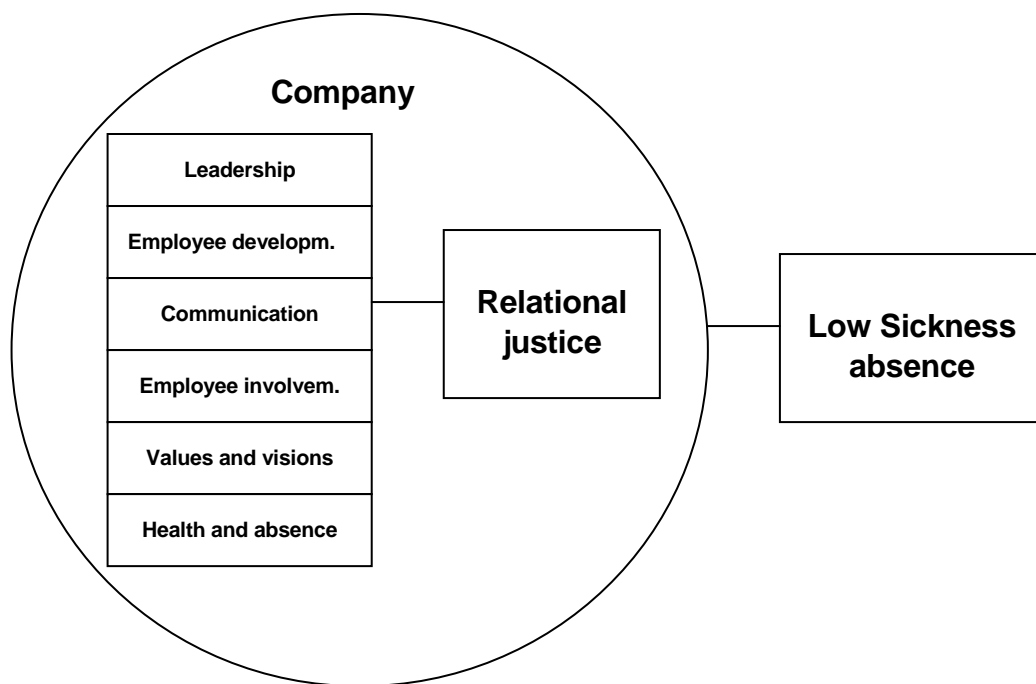 Company
Leadership
Employee developm.
Communication
Employee involvem.
Values and visions
Health and absence
Relational
justice
Low Sickness
absence